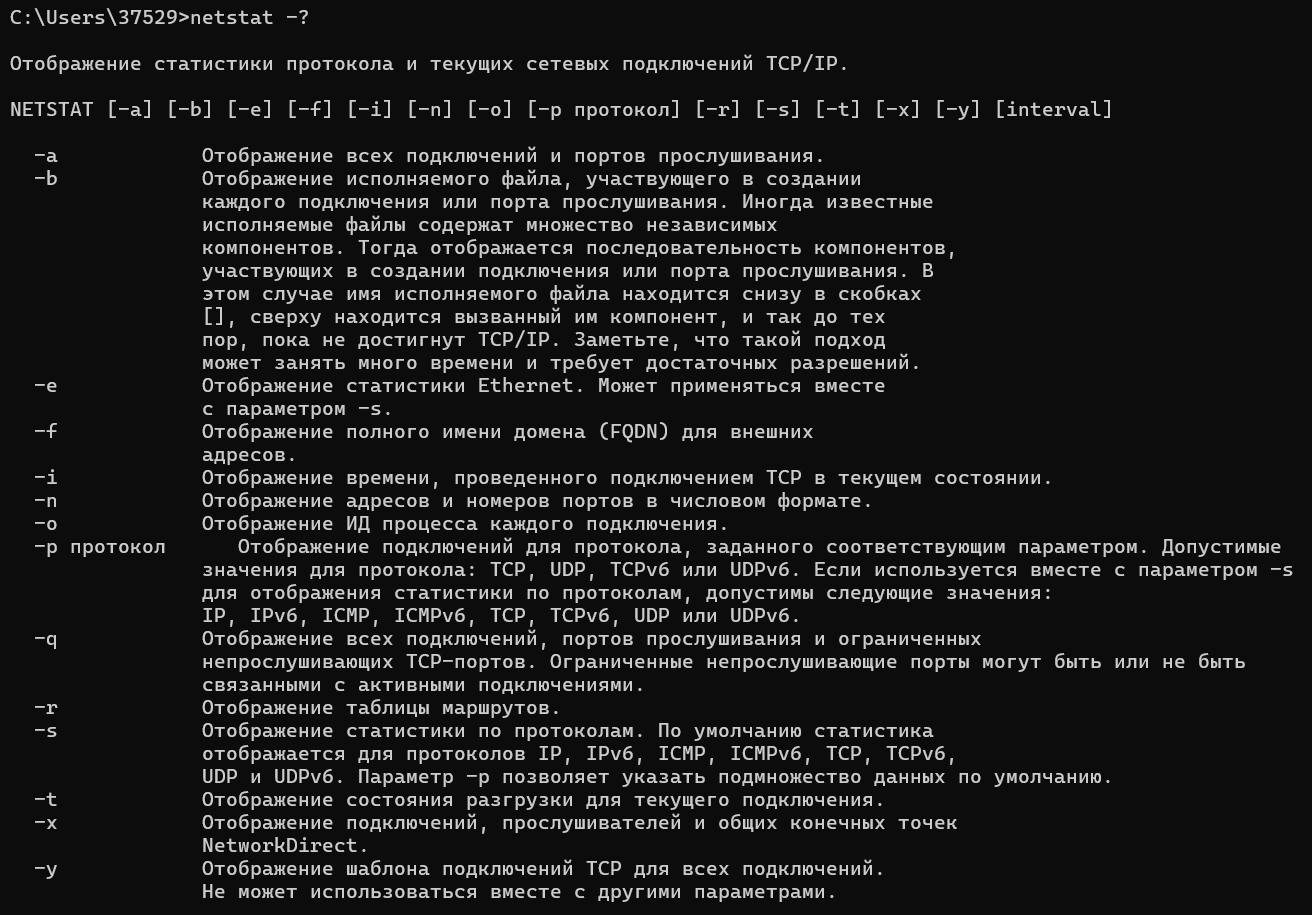 C:\Users\37529>netstat -?
Отображение статистики протокола и текущих сетевых подключений TCP/IP.
NETSTAT [-a] [-b] [-e] [-f] [-i] [-n] [-o] [-p протокол] [-r] [-s] [-t] [-x] [-y] [interval]
-a Отображение всех подключений и портов прослушивания.
-b Отображение исполняемого файла, участвующего в создании
каждого подключения или порта прослушивания. Иногда известные
исполняемые файлы содержат множество независимых
компонентов. Тогда отображается последовательность компонентов,
участвующих в создании подключения или порта прослушивания. В
этом случае имя исполняемого файла находится снизу в скобках
[], сверху находится вызванный им компонент, и так до тех
пор, пока не достигнут TCP/IP. Заметьте, что такой подход
может занять много времени и требует достаточных разрешений.
-e Отображение статистики Ethernet. Может применяться вместе
с параметром -s.
-f Отображение полного имени домена (FQDN) для внешних
адресов.
-i Отображение времени, проведенного подключением TCP в текущем состоянии.
-n Отображение адресов и номеров портов в числовом формате.
-o Отображение ИД процесса каждого подключения.
-p протокол Отображение подключений для протокола, заданного соответствующим параметром. Допустимые
значения для протокола: TCP, UDP, TCPv6 или UDPv6. Если используется вместе с параметром -s
для отображения статистики по протоколам, допустимы следующие значения:
IP, IPv6, ICMP, ICMPv6, TCP, TCPv6, UDP или UDPv6.
-q Отображение всех подключений, портов прослушивания и ограниченных
непрослушивающих TCP-портов. Ограниченные непрослушивающие порты могут быть или не быть
связанными с активными подключениями.
-r Отображение таблицы маршрутов.
-s Отображение статистики по протоколам. По умолчанию статистика
отображается для протоколов IP, IPv6, ICMP, ICMPv6, TCP, TCPv6,
UDP и UDPv6. Параметр -p позволяет указать подмножество данных по умолчанию.
-t Отображение состояния разгрузки для текущего подключения.
-x Отображение подключений, прослушивателей и общих конечных точек
NetworkDirect.
-y Отображение шаблона подключений TCP для всех подключений.
Не может использоваться вместе с другими параметрами.